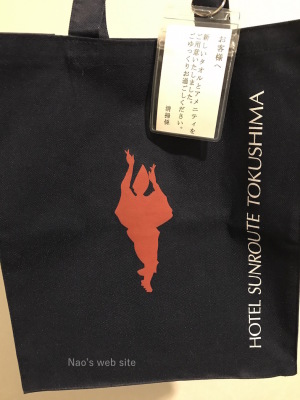 お客様へ
新しいタオルとアメニティを
ご用意いたしました。
ごゆっくりお過ごしください。
HOTEL SUNROUTE TOKUSHIMA
Nao's web site